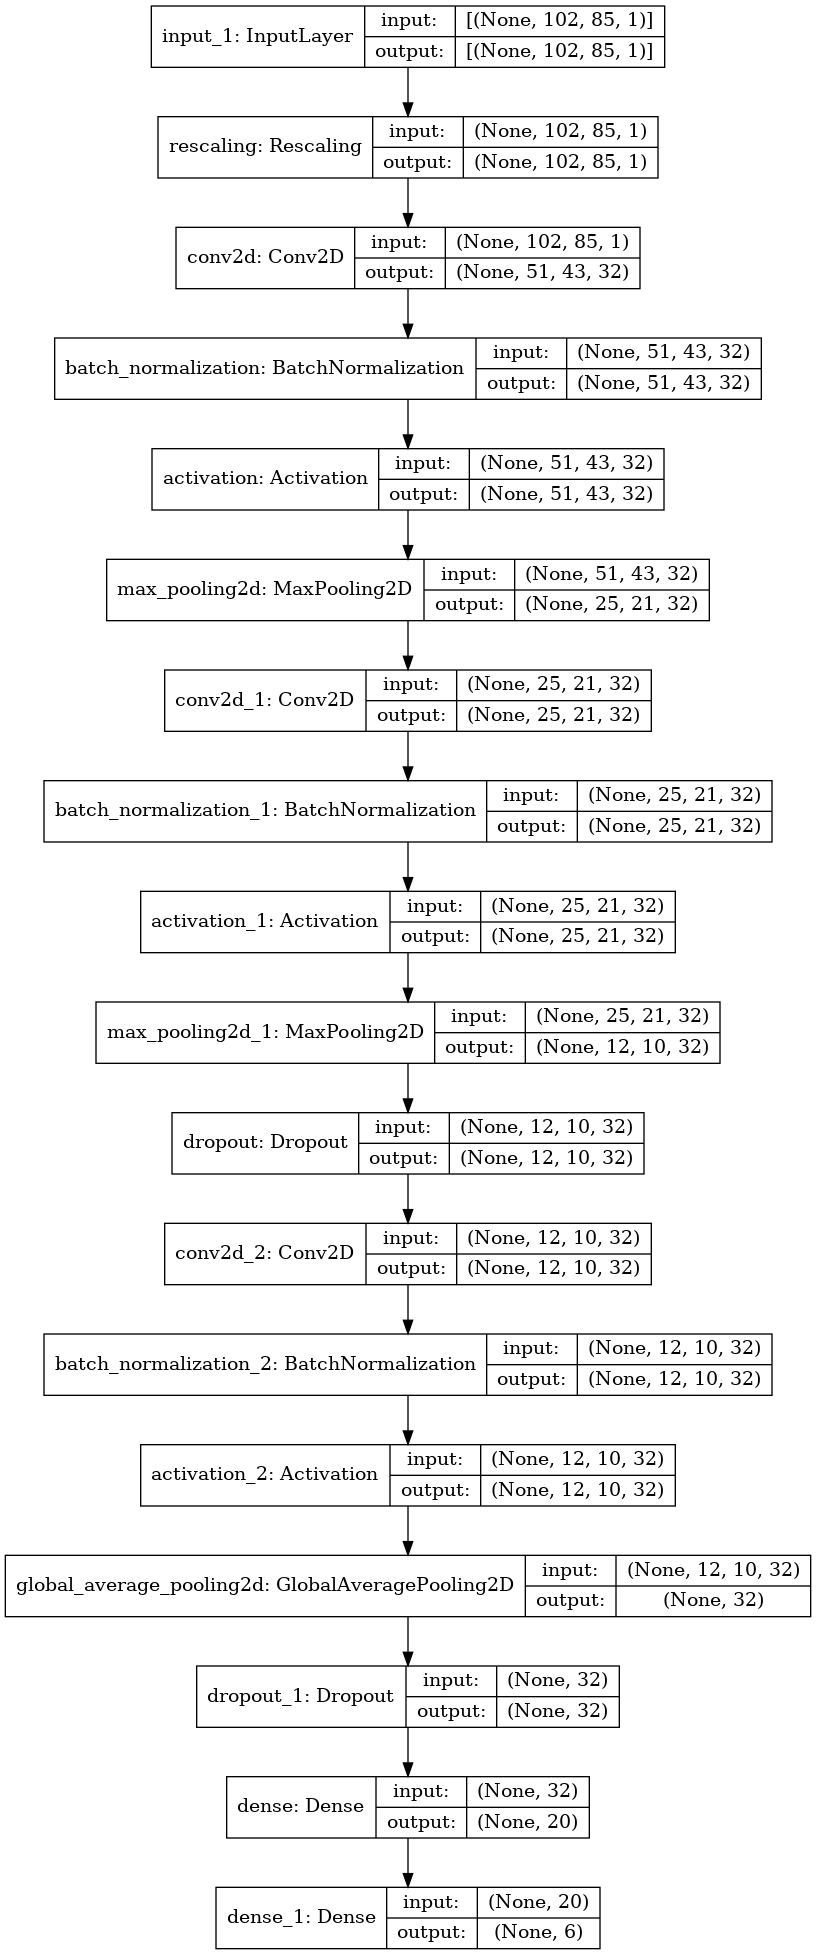 input_1: InputLayer
input:
[(None, 102, 85, 1)]
output:
[(None, 102, 85, 1)]
rescaling: Rescaling
input:
(None, 102, 85, 1)
output:
(None, 102, 85, 1)
conv2d: Conv2D
input:
(None, 102, 85, 1)
output:
(None, 51, 43, 32)
batch_normalization: BatchNormalization
input:
(None, 51, 43, 32)
output:
(None, 51, 43, 32)
activation: Activation
input:
(None, 51, 43, 32)
output:
(None, 51, 43, 32)
max_pooling2d: MaxPooling2D
input:
(None, 51, 43, 32)
output:
(None, 25, 21, 32)
conv2d_1: Conv2D
input:
(None, 25, 21, 32)
output:
(None, 25, 21, 32)
batch_normalization_1: BatchNormalization
input:
(None, 25, 21, 32)
output:
(None, 25, 21, 32)
activation_1: Activation
input:
(None, 25, 21, 32)
output:
(None, 25, 21, 32)
max_pooling2d_1: MaxPooling2D
input:
(None, 25, 21, 32)
output:
(None, 12, 10, 32)
dropout: Dropout
input:
(None, 12, 10, 32)
output:
(None, 12, 10, 32)
conv2d_2: Conv2D
input:
(None, 12, 10, 32)
output:
(None, 12, 10, 32)
batch_normalization_2: BatchNormalization
input:
(None, 12, 10, 32)
output:
(None, 12, 10, 32)
activation_2: Activation
input:
(None, 12, 10, 32)
output:
(None, 12, 10, 32)
global_average_pooling2d: GlobalAveragePooling2D
input:
(None, 12, 10, 32)
output:
(None, 32)
dropout_1: Dropout
input:
(None, 32)
output:
(None, 32)
dense: Dense
input:
(None, 32)
output:
(None, 20)
dense_1: Dense
input:
(None, 20)
output:
(None, 6)